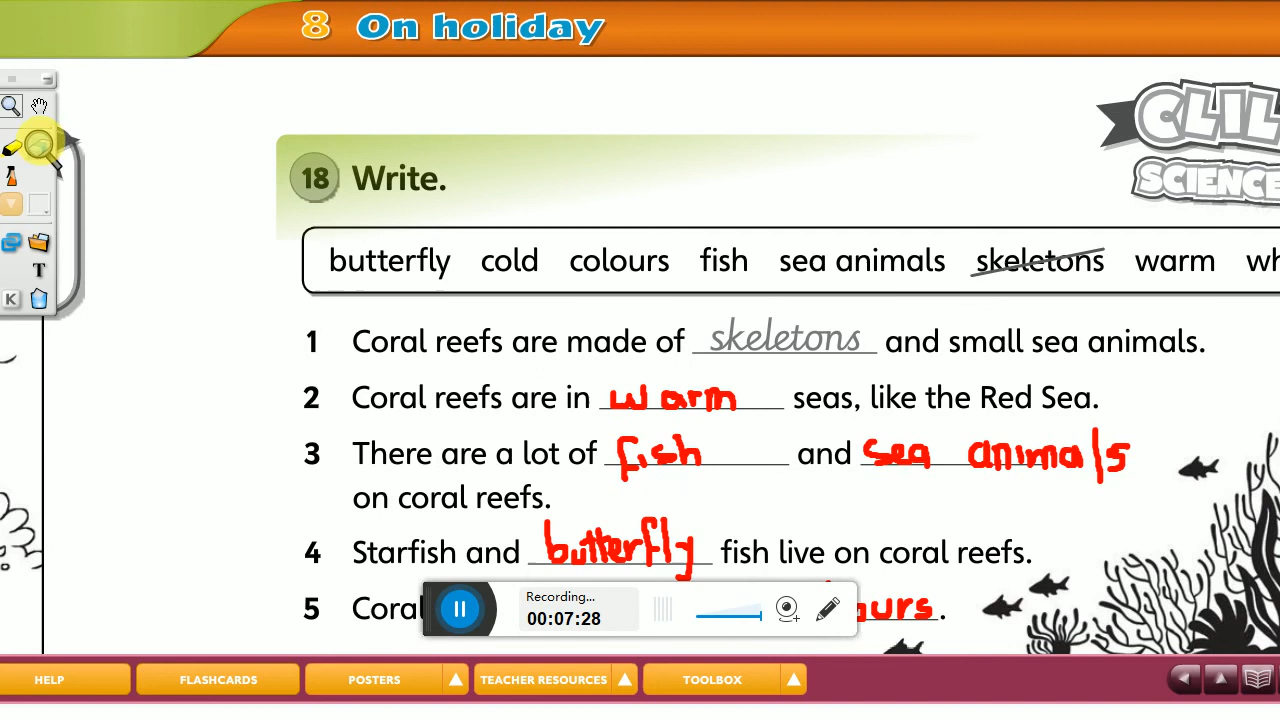 8 On holiday
CLIL
SCIENCE
18 Write.
butterfly cold colours fish sea animals skeletons warm wh
1 Coral reefs are made of skeletons and small sea animals.
2 Coral reefs are in warm seas, like the Red Sea.
3 There are a lot of fish and sea animals
on coral reefs.
4 Starfish and butterfly fish live on coral reefs.
5 Cora ours.
Recording...
00:07:28
T
K
HELP FLASHCARDS POSTERS TEACHER RESOURCES TOOLBOX